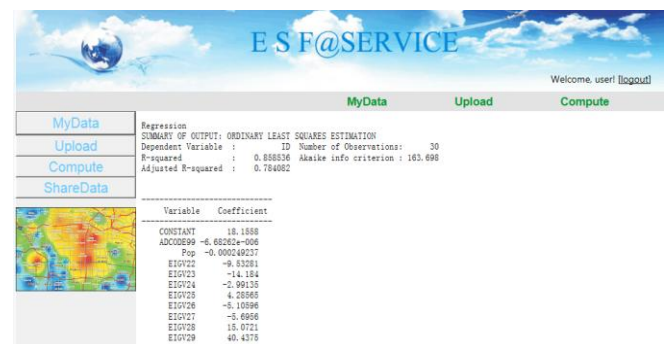 E S F@SERVICE
Welcome, user! [logout]
MyData Upload Compute
MyData
Upload
Compute
ShareData
Regression
SUMMARY OF OUTPUT: ORDINARY LEAST SQUARES ESTIMATION
Dependent Variable : ID Number of Observations: 30
R-squared : 0.858536 Akaike info criterion : 163.698
Adjusted R-squared : 0.784082
Variable Coefficient
CONSTANT 18.1558
ADCODE99 -6.68262e-006
Pop -0.000249237
EIGV22 -9.53281
EIGV23 -14.184
EIGV24 -2.99135
EIGV25 4.28565
EIGV26 -5.10596
EIGV27 -5.6956
EIGV28 15.0721
EIGV29 40.4375